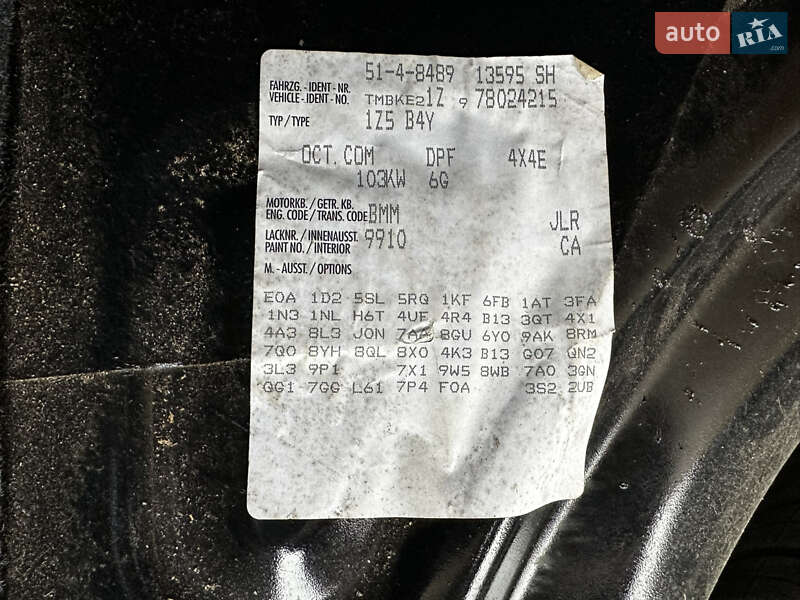 auto RIA.com
51-4-8489 13595 SH
FAHRZG. - IDENT - NR.
VEHICLE - IDENT - NO. TMBKE21Z 9 78024215
TYP / TYPE 1Z5 B4Y
OCT. COM DPF 4X4E
103KW 6G
MOTORKB. / GETR. KB.
ENG. CODE / TRANS. CODE BMM JLR
LACKNR. / INNENAUSST. 9910 CA
PAINT NO. / INTERIOR
M. - AUSST. / OPTIONS
E0A 1D2 5SL 5RQ 1KF 6FB 1AT 3FA
1N3 1NL H6T 4UF 4R4 B13 3QT 4X1
4A3 8L3 J0N 7AA 8GU 6Y0 9AK 8RM
7Q0 8YH 8QL 8X0 4K3 B13 G07 QN2
3L3 9P1 7X1 9W5 8WB 7A0 3GN
QG1 7GG L61 7P4 F0A 3S2 2UB